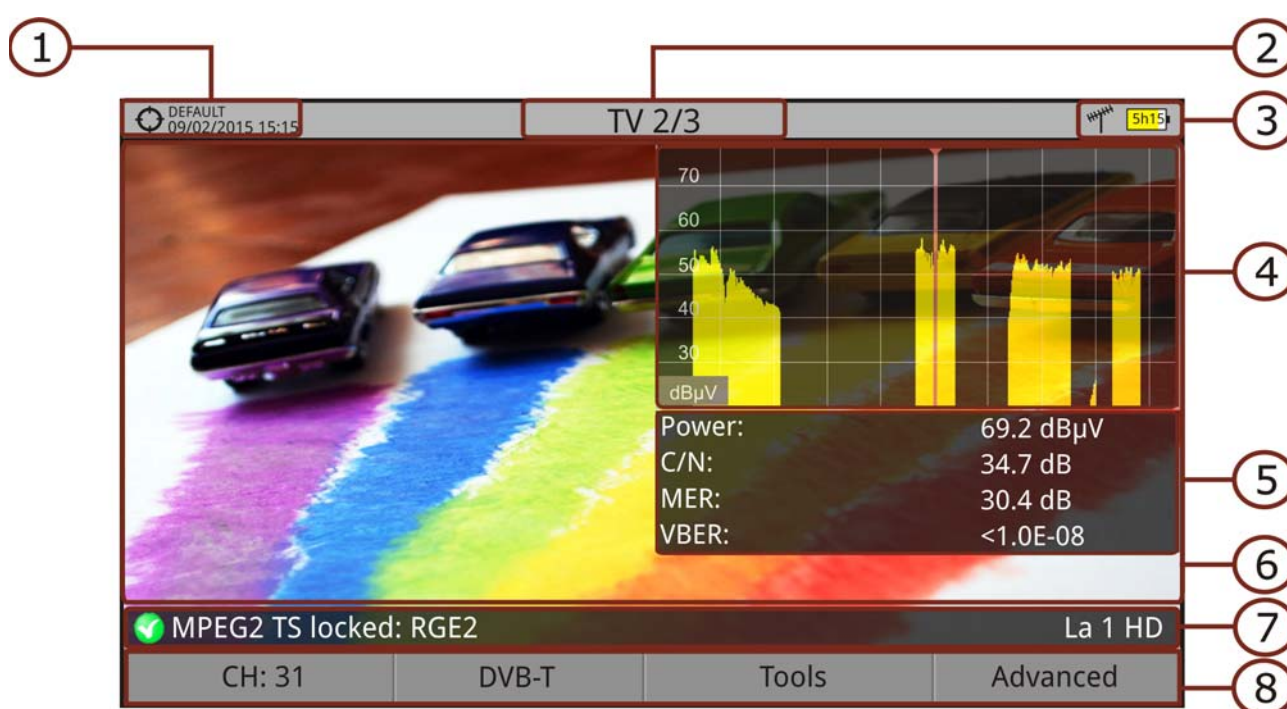 1
2
DEFAULT
09/02/2015 15:15
TV 2/3
5h15
3
70
60
50
40
30
dBµV
4
Power: 69.2 dBµV
C/N: 34.7 dB
MER: 30.4 dB
VBER: <1.0E-08
5
6
MPEG2 TS locked: RGE2 La 1 HD
7
CH: 31 DVB-T Tools Advanced
8